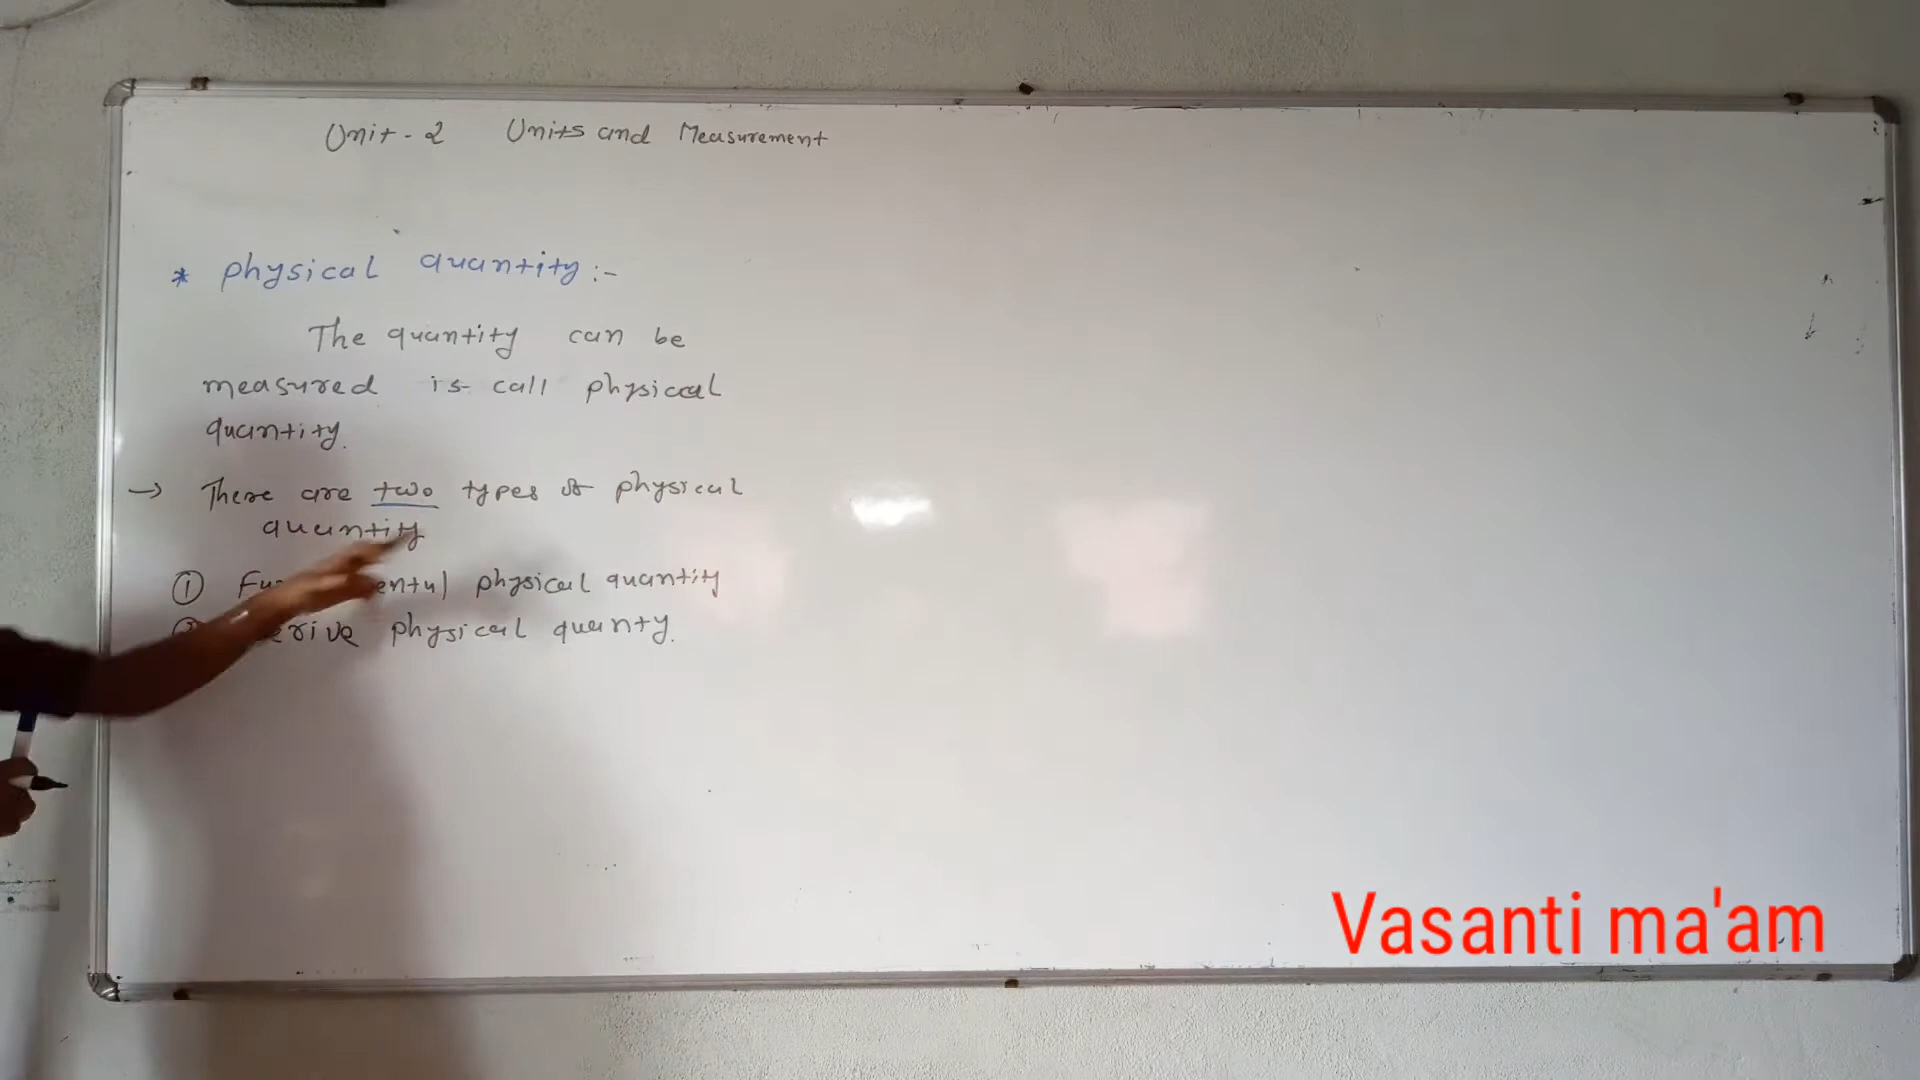 Unit-2 Units and Measurement
* physical quantity :-
The quantity can be
measured is call physical
quantity.
→ There are two types of physical
quantity
① physical quantity
physical quanty.
Vasanti ma'am